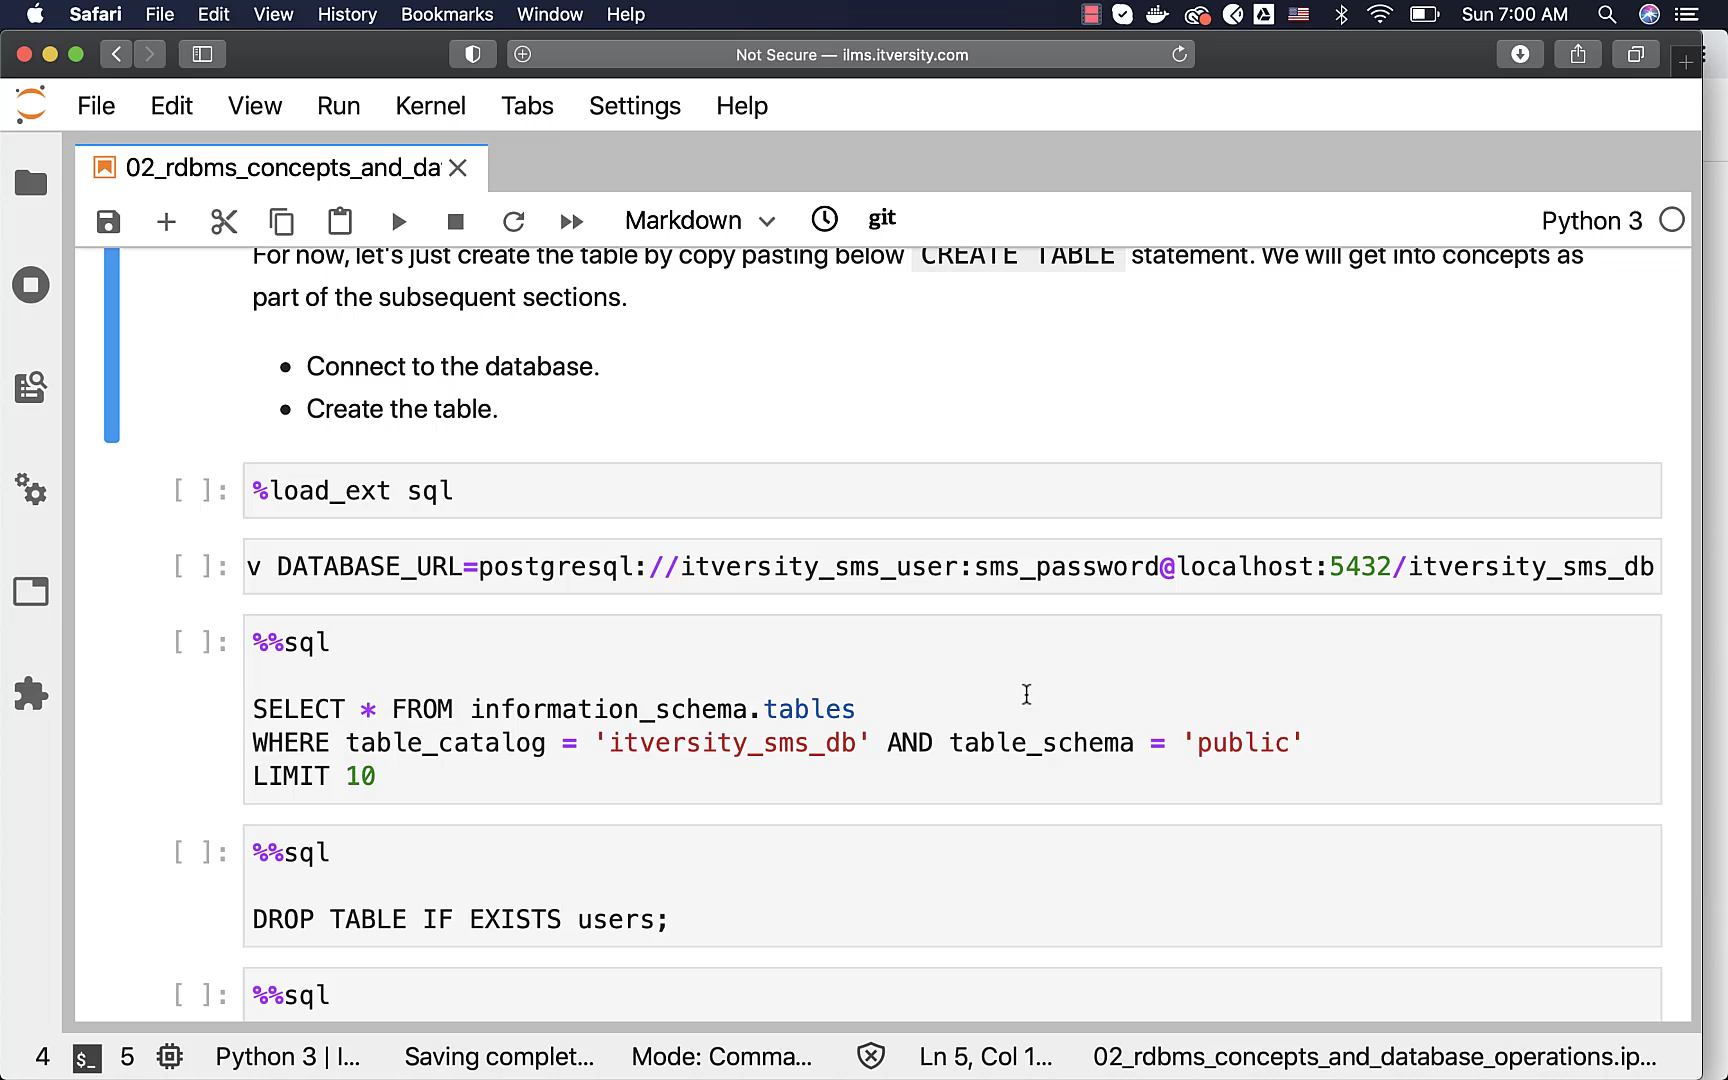 Safari File Edit View History Bookmarks Window Help Sun 7:00 AM
Not Secure — ilms.itversity.com
File Edit View Run Kernel Tabs Settings Help
02_rdbms_concepts_and_da
Markdown git Python 3
For now, let's just create the table by copy pasting below CREATE TABLE statement. We will get into concepts as
part of the subsequent sections.
• Connect to the database.
• Create the table.
[ ]: %load_ext sql
[ ]: v DATABASE_URL=postgresql://itversity_sms_user:sms_password@localhost:5432/itversity_sms_db
[ ]: %%sql
SELECT * FROM information_schema.tables
WHERE table_catalog = 'itversity_sms_db' AND table_schema = 'public'
LIMIT 10
[ ]: %%sql
DROP TABLE IF EXISTS users;
[ ]: %%sql
4 $_ 5 Python 3 | I... Saving complet... Mode: Comma... Ln 5, Col 1... 02_rdbms_concepts_and_database_operations.ip...